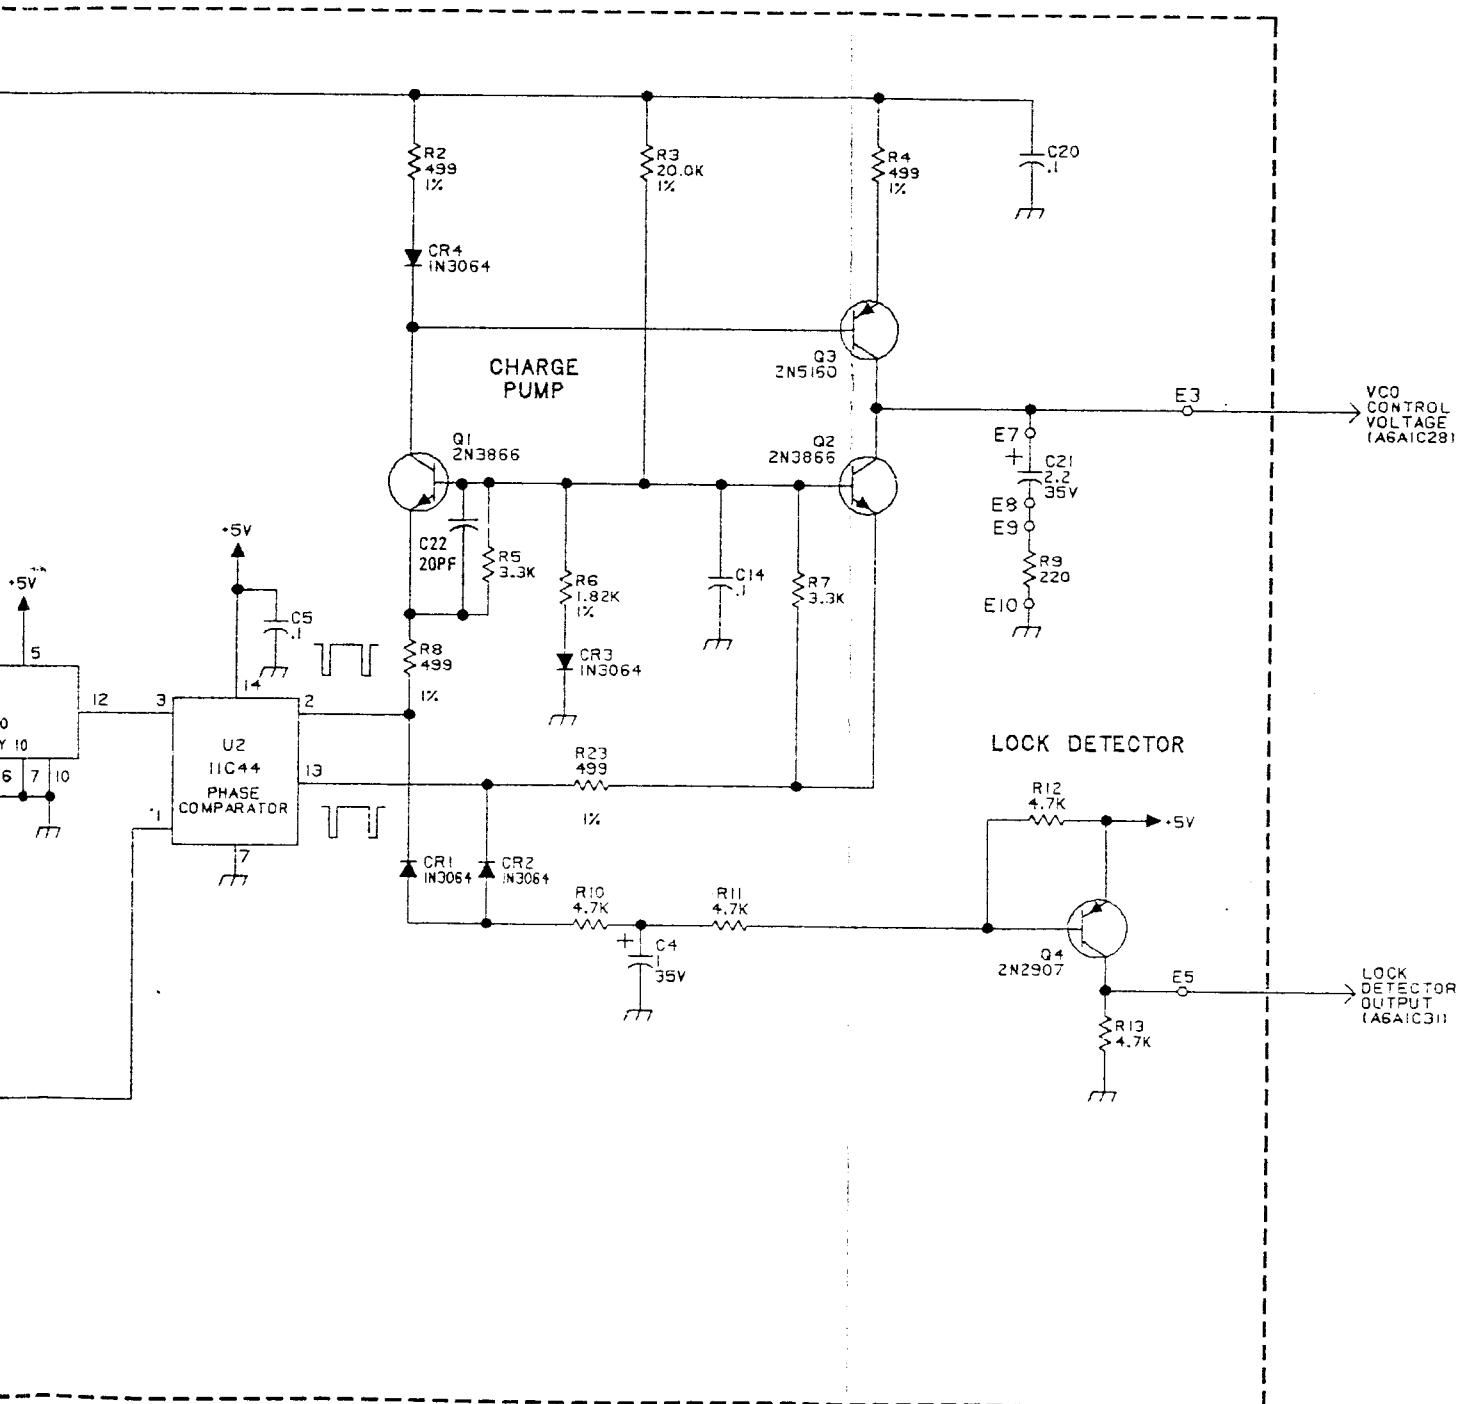 R2
499
1%
R3
20.0K
1%
R4
499
1%
C20
.1
CR4
1N3064
CHARGE
PUMP
Q3
2N5160
E3
VCO
CONTROL
VOLTAGE
(A6A1C28)
Q1
2N3866
Q2
2N3866
E7
+
C21
2.2
35V
E8
E9
R9
220
E10
+5V
C22
20PF
R5
3.3K
R6
1.82K
1%
C14
.1
R7
3.3K
+5V
C5
.1
R8
499
1%
CR3
1N3064
5
14
12
3
2
O
Y 10
6
7
10
U2
11C44
PHASE
COMPARATOR
13
1
7
R23
499
1%
LOCK DETECTOR
R12
4.7K
+5V
CR1
1N3064
CR2
1N3064
R10
4.7K
R11
4.7K
+
C4
1
35V
Q4
2N2907
E5
LOCK
DETECTOR
OUTPUT
(A6A1C31)
R13
4.7K